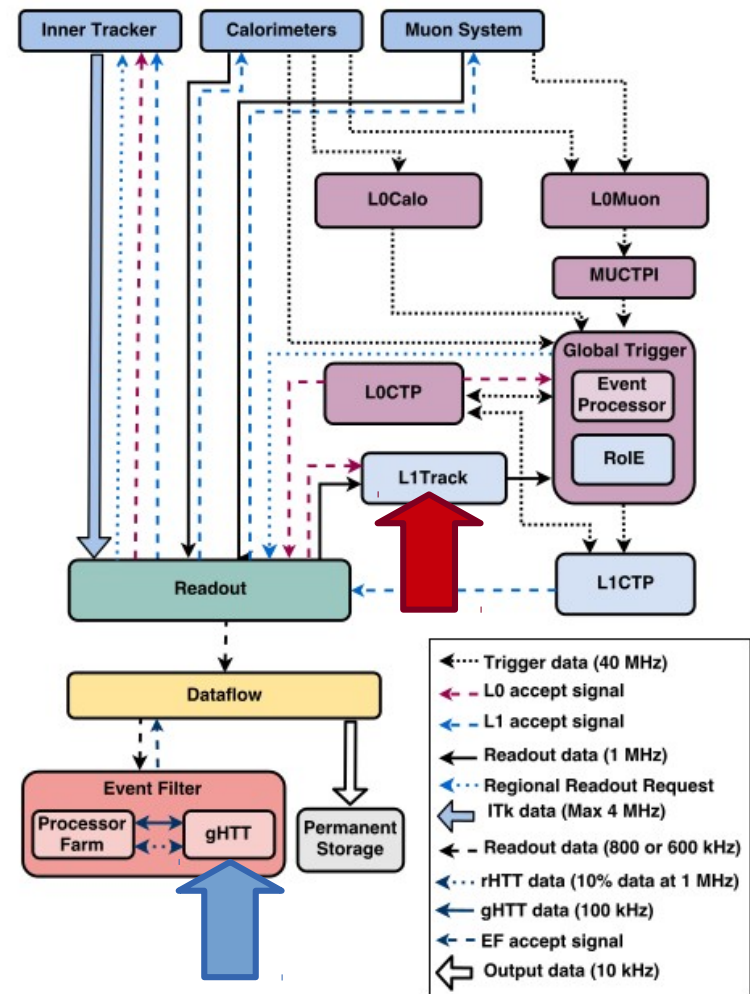 Inner Tracker
Calorimeters
Muon System
L0Calo
L0Muon
MUCTPI
Global Trigger
Event
Processor
RoIE
L0CTP
L1Track
L1CTP
Readout
Dataflow
Event Filter
Processor
Farm
gHTT
Permanent
Storage
Trigger data (40 MHz)
L0 accept signal
L1 accept signal
Readout data (1 MHz)
Regional Readout Request
ITk data (Max 4 MHz)
Readout data (800 or 600 kHz)
rHTT data (10% data at 1 MHz)
gHTT data (100 kHz)
EF accept signal
Output data (10 kHz)